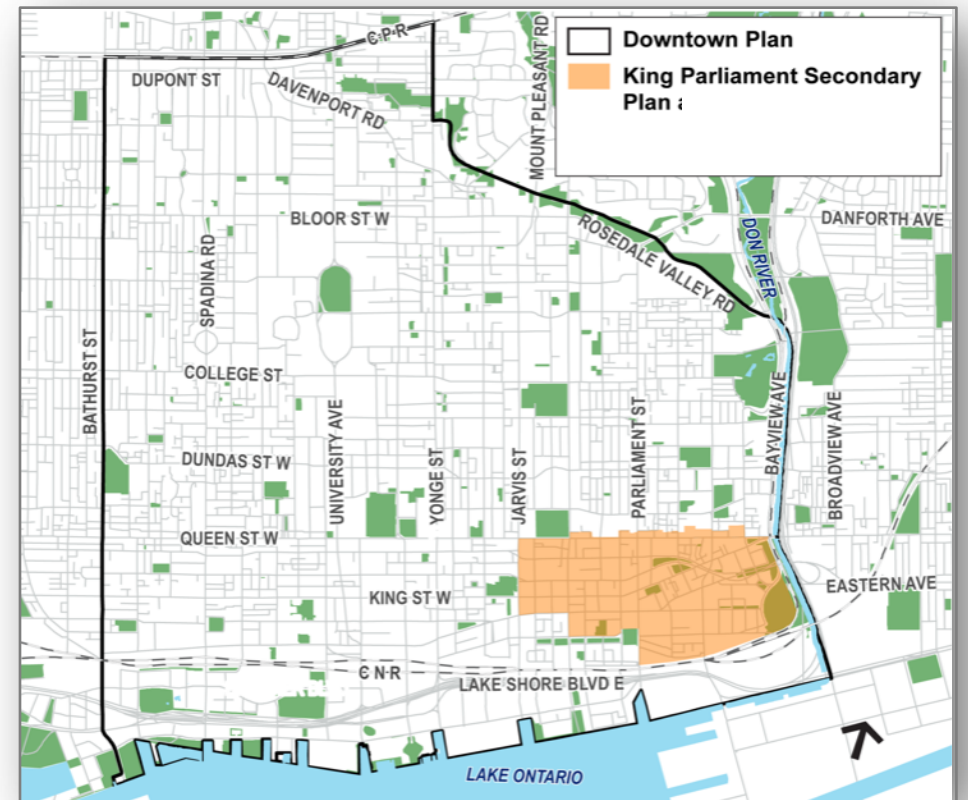 Downtown Plan
King Parliament Secondary
Plan
C P R
MOUNT PLEASANT RD
DUPONT ST
DAVENPORT RD
BLOOR ST W
DANFORTH AVE
SPADINA RD
ROSEDALE VALLEY RD
DON RIVER
BATHURST ST
COLLEGE ST
UNIVERSITY AVE
YONGE ST
JARVIS ST
PARLIAMENT ST
BAYVIEW AVE
BROADVIEW AVE
DUNDAS ST W
QUEEN ST W
KING ST W
EASTERN AVE
C N R
LAKE SHORE BLVD E
LAKE ONTARIO